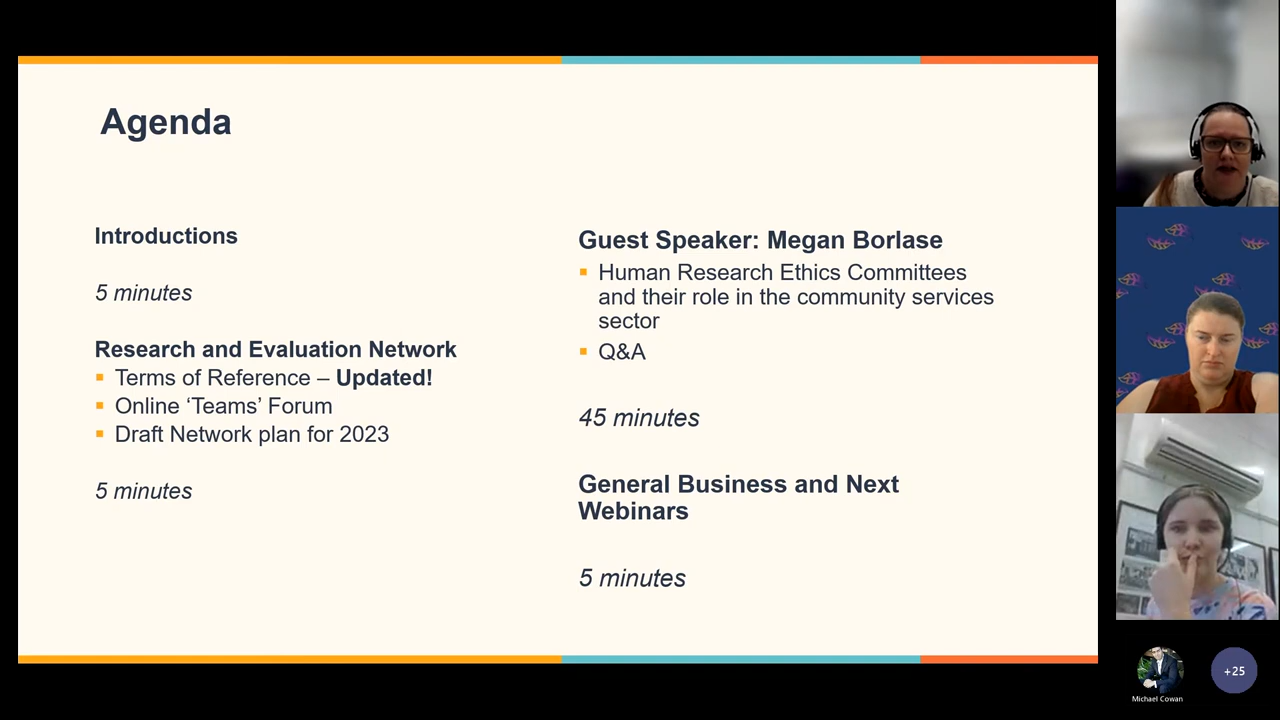 Agenda
Introductions
5 minutes
Research and Evaluation Network
Terms of Reference – Updated!
Online ‘Teams’ Forum
Draft Network plan for 2023
5 minutes
Guest Speaker: Megan Borlase
Human Research Ethics Committees
and their role in the community services
sector
Q&A
45 minutes
General Business and Next
Webinars
5 minutes
Michael Cowan
+25